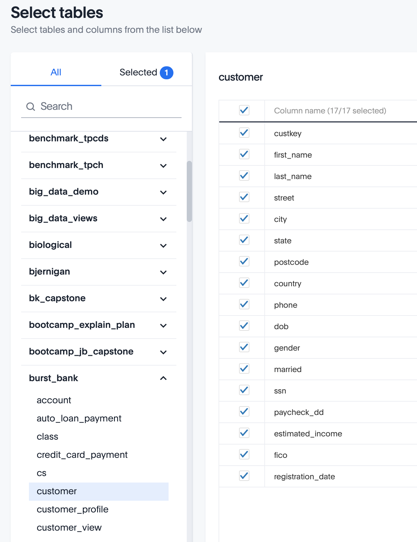 Select tables
Select tables and columns from the list below
All
Selected 1
Search
benchmark_tpcds
benchmark_tpch
big_data_demo
big_data_views
biological
bjernigan
bk_capstone
bootcamp_explain_plan
bootcamp_jb_capstone
burst_bank
account
auto_loan_payment
class
credit_card_payment
cs
customer
customer_profile
customer_view
customer
Column name (17/17 selected)
custkey
first_name
last_name
street
city
state
postcode
country
phone
dob
gender
married
ssn
paycheck_dd
estimated_income
fico
registration_date